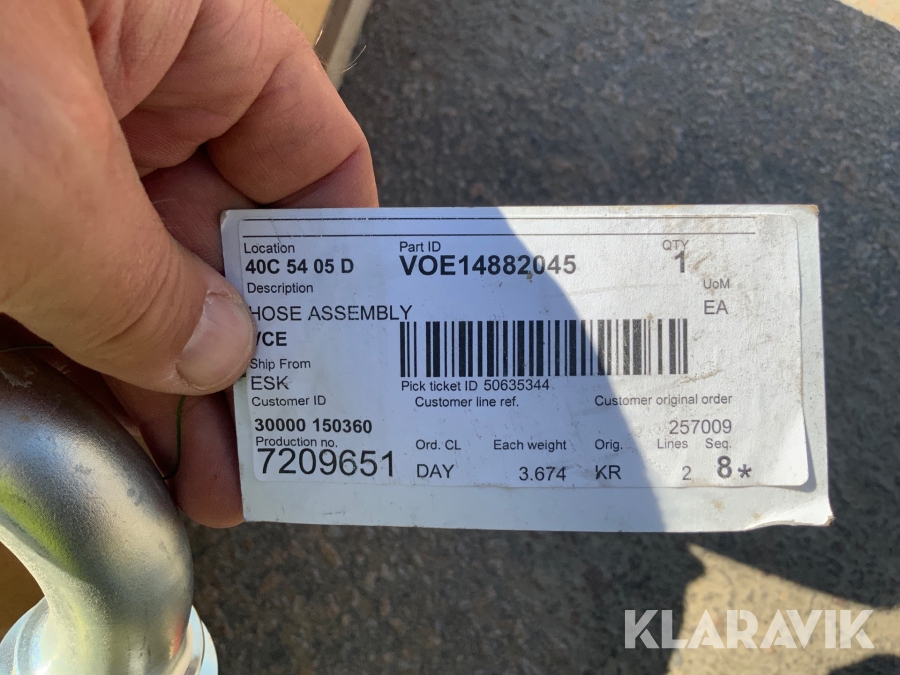 Location Part ID QTY
40C 54 05 D VOE14882045 1
Description UoM
HOSE ASSEMBLY EA
VCE
Ship From
ESK Pick ticket ID 50635344
Customer ID Customer line ref. Customer original order
30000 150360 257009
Production no. Ord. CL Each weight Orig. Lines Seq.
7209651 DAY 3.674 KR 2 8*
KLARAVIK